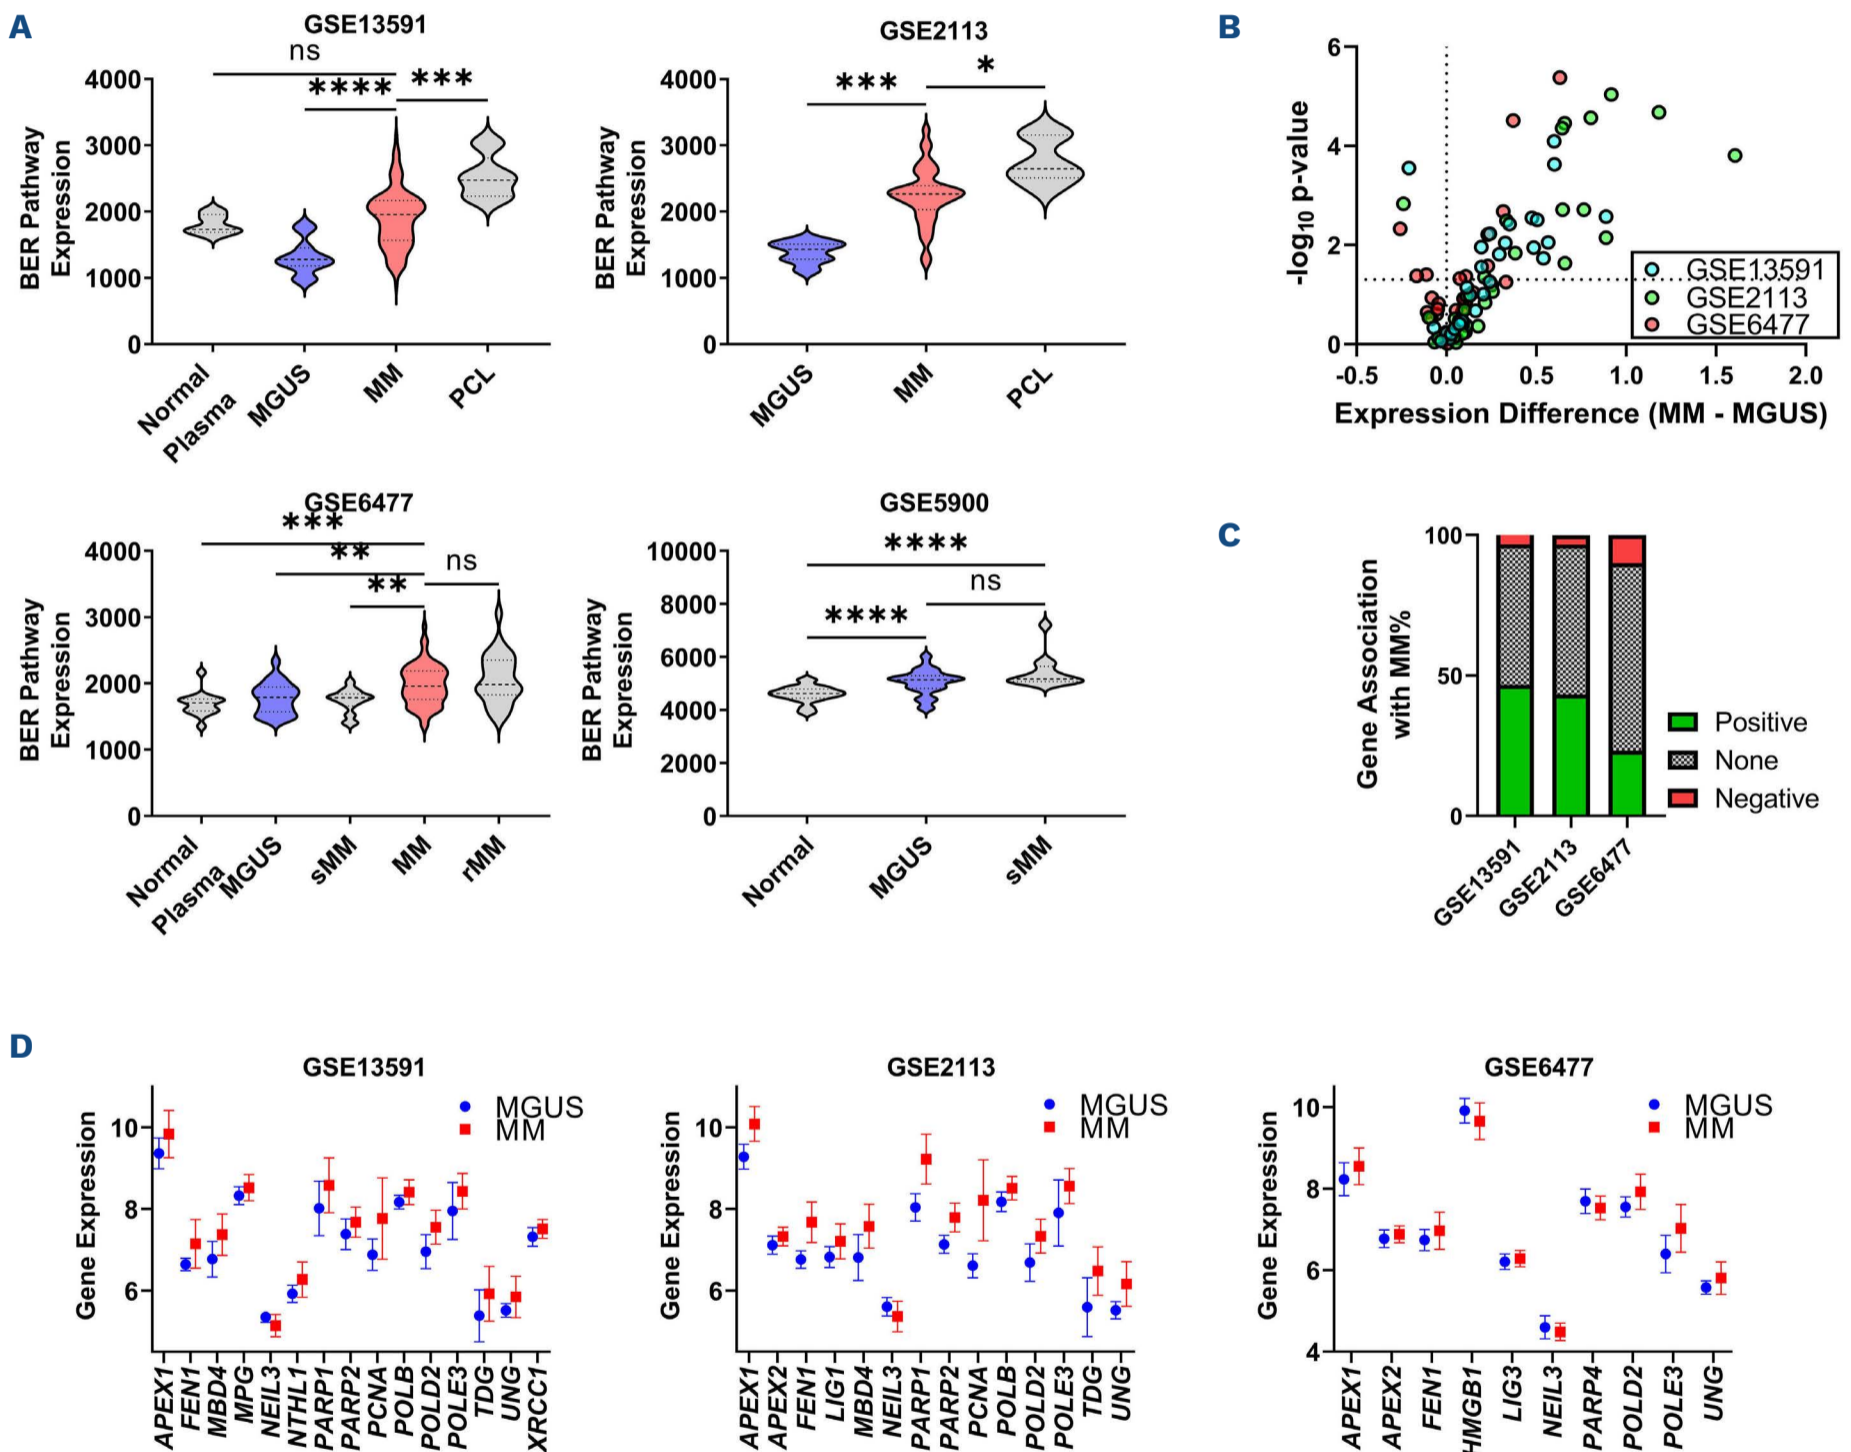 A
GSE13591
ns
**** ***
4000
3000
2000
1000
0
BER Pathway
Expression
Normal
Plasma
MGUS
MM
PCL
GSE2113
*** *
4000
3000
2000
1000
0
BER Pathway
Expression
MGUS
MM
PCL
B
6
4
2
0
-log10 p-value
-0.5 0.0 0.5 1.0 1.5 2.0
Expression Difference (MM - MGUS)
GSE13591
GSE2113
GSE6477
GSE6477
***
**
**
ns
4000
3000
2000
1000
0
BER Pathway
Expression
Normal
Plasma
MGUS
sMM
MM
rMM
GSE5900
****
ns
****
10000
8000
6000
4000
2000
0
BER Pathway
Expression
Normal
MGUS
sMM
C
100
50
0
Gene Association
with MM%
Positive
None
Negative
GSE13591
GSE2113
GSE6477
D
GSE13591
MGUS
MM
10
8
6
Gene Expression
APEX1
FEN1
MBD4
MPG
NEIL3
NTHL1
PARP1
PARP2
PCNA
POLB
POLD2
POLE3
TDG
UNG
XRCC1
GSE2113
MGUS
MM
10
8
6
Gene Expression
APEX1
APEX2
FEN1
LIG1
MBD4
NEIL3
PARP1
PARP2
PCNA
POLB
POLD2
POLE3
TDG
UNG
GSE6477
MGUS
MM
10
8
6
4
Gene Expression
APEX1
APEX2
FEN1
HMGB1
LIG3
NEIL3
PARP4
POLD2
POLE3
UNG